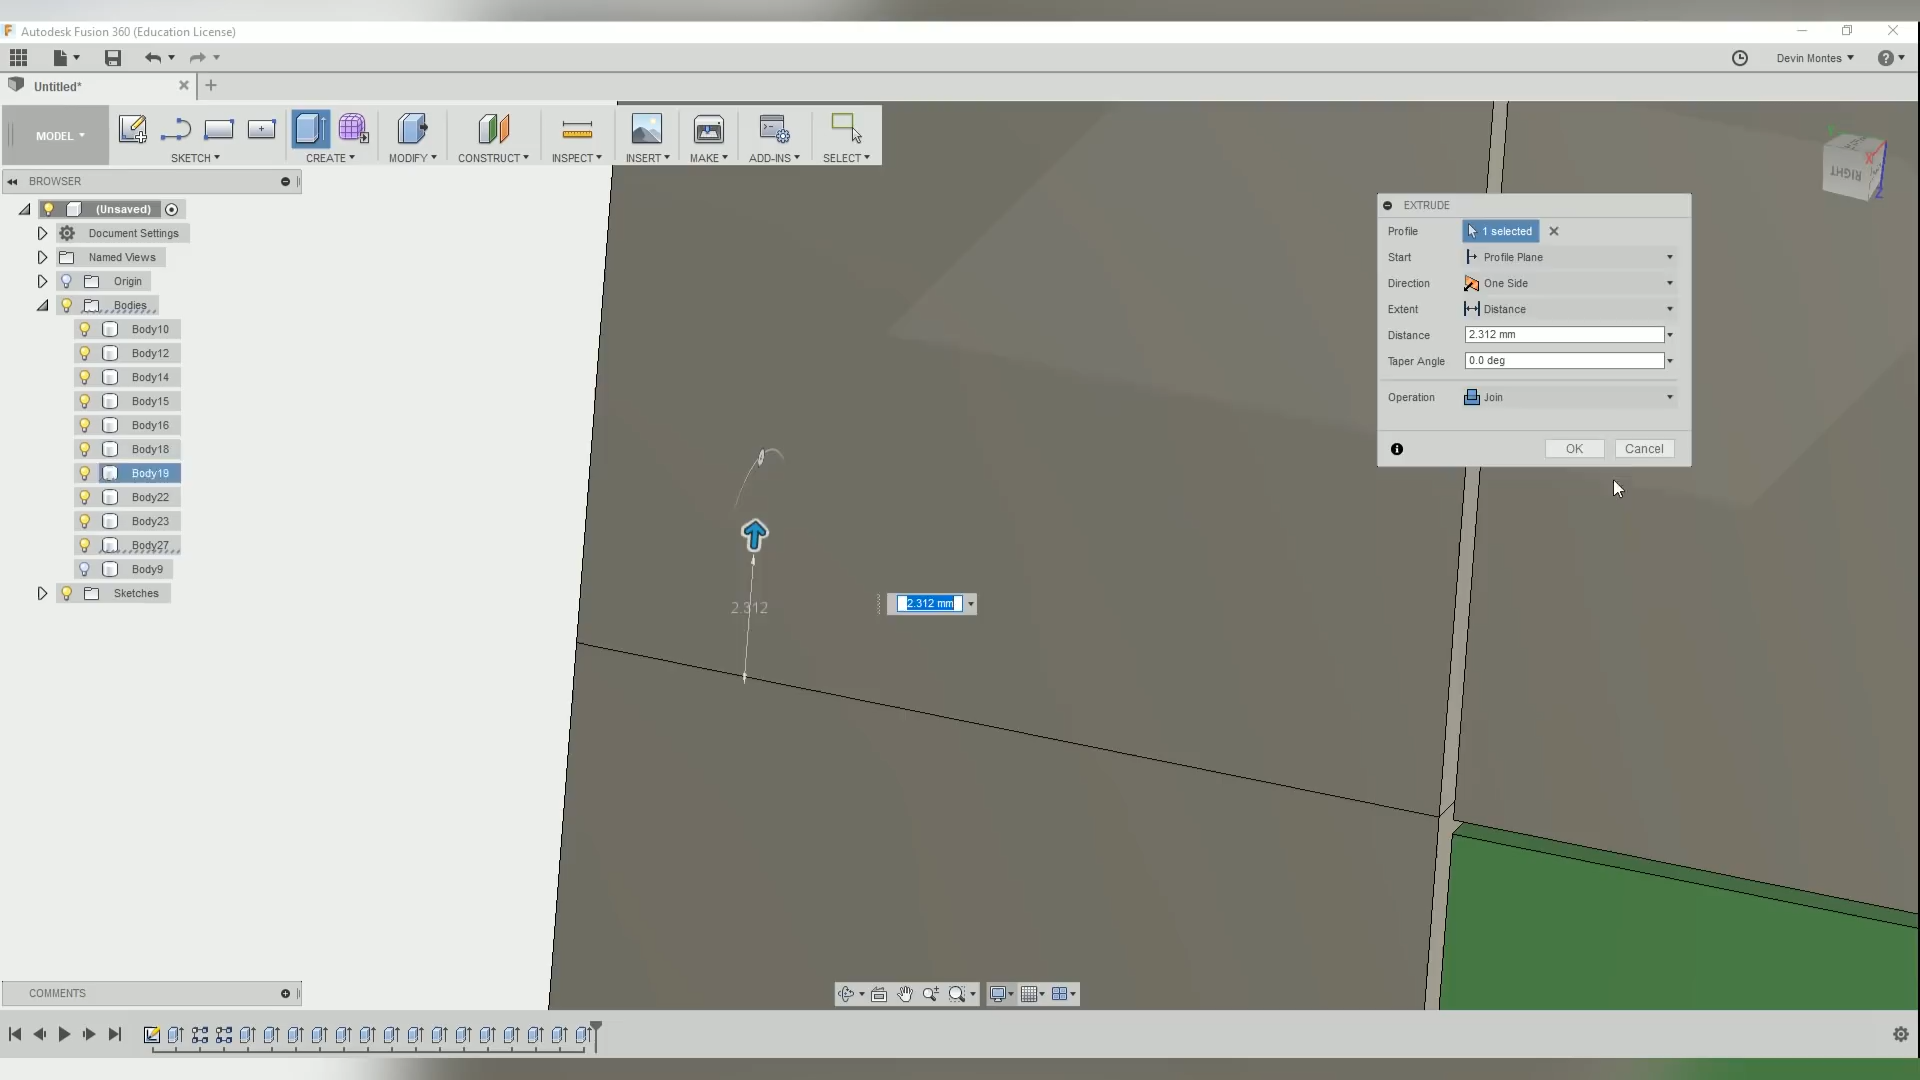 Autodesk Fusion 360 (Education License)
Devin Montes
Untitled*
MODEL
SKETCH
CREATE
MODIFY
CONSTRUCT
INSPECT
INSERT
MAKE
ADD-INS
SELECT
BROWSER
(Unsaved)
Document Settings
Named Views
Origin
Bodies
Body10
Body12
Body14
Body15
Body16
Body18
Body19
Body22
Body23
Body27
Body9
Sketches
EXTRUDE
Profile 1 selected
Start Profile Plane
Direction One Side
Extent Distance
Distance 2.312 mm
Taper Angle 0.0 deg
Operation Join
OK Cancel
RIGHT
X
Z
2.312
2.312 mm
COMMENTS